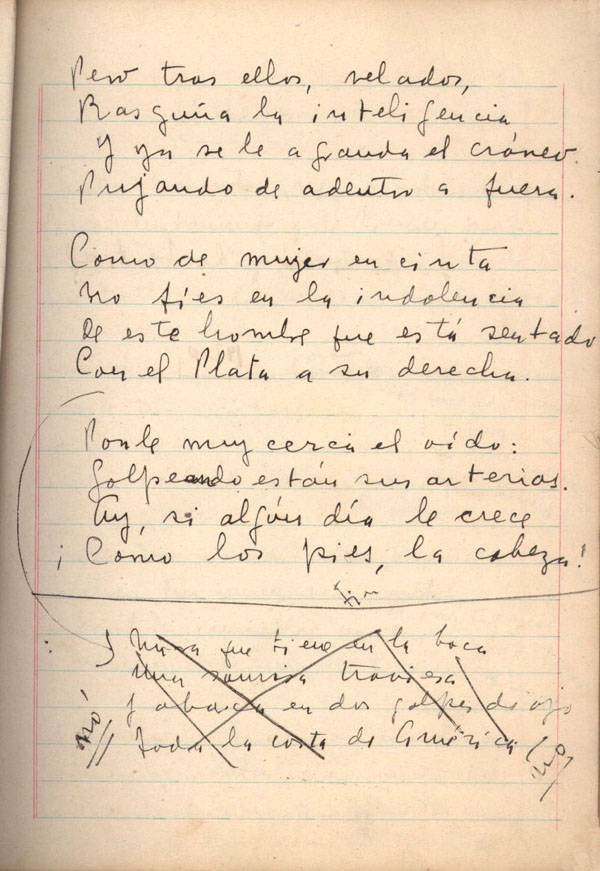 Pero tras ellos, velados,
Rasguña la inteligencia
Y ya se le agranda el cráneo.
Pujando de adentro a fuera.
Como de mujer en cinta
No fíes en la indolencia
De este hombre que está sentado
Con el Plata a su derecha.
Ponle muy cerca el oído:
Golpeando están sus arterias.
Ay, si algún día le crece
¡Como los pies, la cabeza!
Fin
Mira que tiene en la boca
Una sonrisa traviesa
Y abarca en dos golpes de ojo
Toda la costa de América
no
no